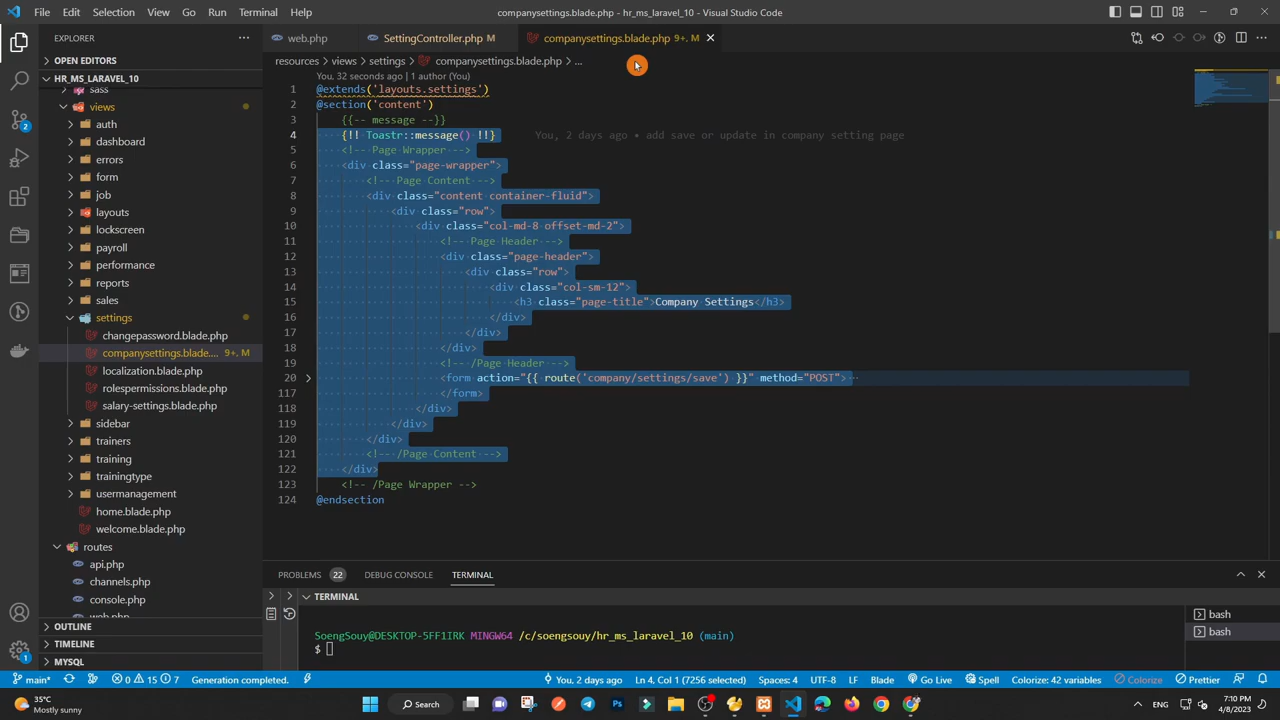 File Edit Selection View Go Run Terminal Help
companysettings.blade.php - hr_ms_laravel_10 - Visual Studio Code
EXPLORER
OPEN EDITORS
HR_MS_LARAVEL_10
sass
views
auth
dashboard
errors
form
job
layouts
lockscreen
payroll
performance
reports
sales
settings
changepassword.blade.php
companysettings.blade.... 9+, M
localization.blade.php
rolespermissions.blade.php
salary-settings.blade.php
sidebar
trainers
training
trainingtype
usermanagement
home.blade.php
welcome.blade.php
routes
api.php
channels.php
console.php
web.php
OUTLINE
TIMELINE
MYSQL
web.php SettingController.php M companysettings.blade.php 9+, M
resources > views > settings > companysettings.blade.php > ...
You, 32 seconds ago | 1 author (You)
1 @extends('layouts.settings')
2 @section('content')
3 {{-- message --}}
4 {!! Toastr::message() !!} You, 2 days ago • add save or update in company setting page
5 <!-- Page Wrapper -->
6 <div class="page-wrapper">
7 <!-- Page Content -->
8 <div class="content container-fluid">
9 <div class="row">
10 <div class="col-md-8 offset-md-2">
11 <!-- Page Header -->
12 <div class="page-header">
13 <div class="row">
14 <div class="col-sm-12">
15 <h3 class="page-title">Company Settings</h3>
16 </div>
17 </div>
18 </div>
19 <!-- /Page Header -->
20 <form action="{{ route('company/settings/save') }}" method="POST"> ...
117 </form>
118 </div>
119 </div>
120 </div>
121 <!-- /Page Content -->
122 </div>
123 <!-- /Page Wrapper -->
124 @endsection
PROBLEMS 22 DEBUG CONSOLE TERMINAL
TERMINAL
SoengSouy@DESKTOP-5FF1IRK MINGW64 /c/soengsouy/hr_ms_laravel_10 (main)
$
bash
bash
2
1
main* 0 15 7 Generation completed. You, 2 days ago Ln 4, Col 1 (7256 selected) Spaces: 4 UTF-8 LF Blade Go Live Spell Colorize: 42 variables Colorize Prettier
35°C
Mostly sunny
Search
ENG
7:10 PM
4/8/2023